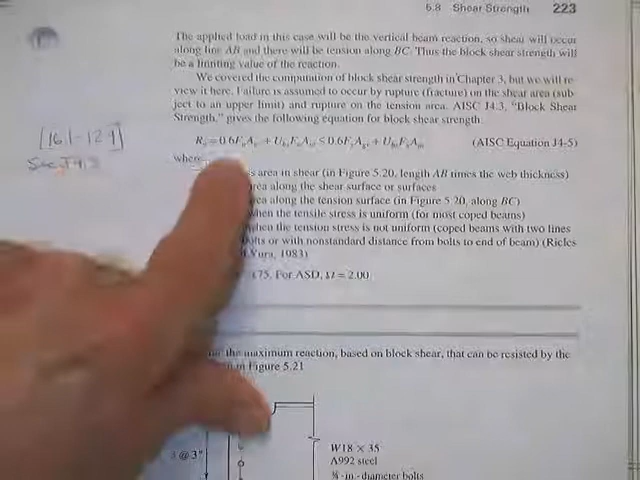 5.8 Shear Strength 223
The applied load in this case will be the vertical beam reaction, so shear will occur
along line AB and there will be tension along BC. Thus the block shear strength will
be a limiting value of the reaction.
We covered the computation of block shear strength in Chapter 3, but we will re-
view it here. Failure is assumed to occur by rupture (fracture) on the shear area (sub-
ject to an upper limit) and rupture on the tension area. AISC J4.3, "Block Shear
Strength," gives the following equation for block shear strength:
[16.1-129]
Sec J4.3
Rn = 0.6FuAnv + UbsFuAnt ≤ 0.6FyAgv + UbsFuAnt (AISC Equation J4-5)
where
s area in shear (in Figure 5.20, length AB times the web thickness)
area along the shear surface or surfaces
area along the tension surface (in Figure 5.20, along BC)
when the tensile stress is uniform (for most coped beams)
when the tension stress is not uniform (coped beams with two lines
bolts or with nonstandard distance from bolts to end of beam) (Ricles
Yura, 1983)
.75. For ASD, Ω = 2.00.
the maximum reaction, based on block shear, that can be resisted by the
in Figure 5.21
W18 × 35
A992 steel
3 @ 3"
¾-in.-diameter bolts